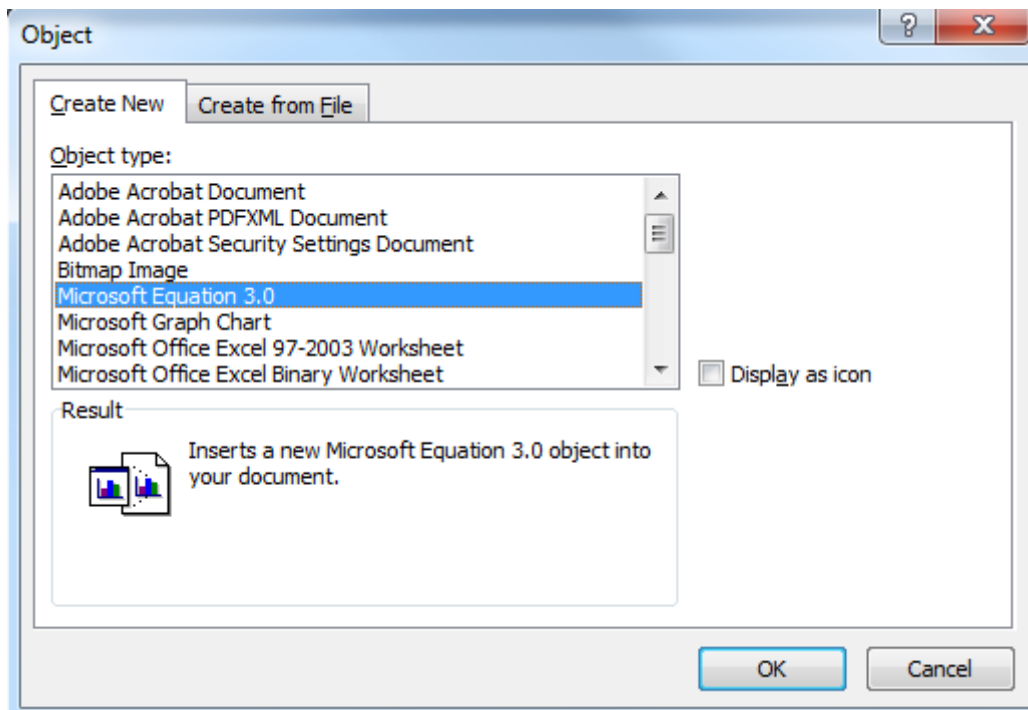 Object
Create New
Create from File
Object type:
Adobe Acrobat Document
Adobe Acrobat PDFXML Document
Adobe Acrobat Security Settings Document
Bitmap Image
Microsoft Equation 3.0
Microsoft Graph Chart
Microsoft Office Excel 97-2003 Worksheet
Microsoft Office Excel Binary Worksheet
Display as icon
Result
Inserts a new Microsoft Equation 3.0 object into
your document.
OK
Cancel